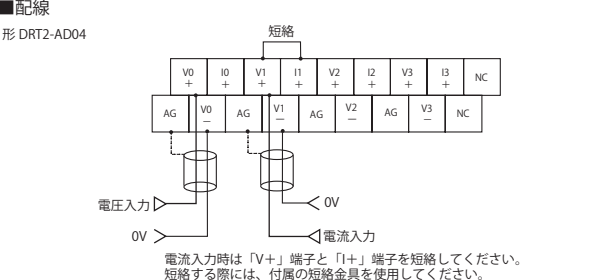 ■配線
形 DRT2-AD04
短絡
V0+ I0+ V1+ I1+ V2+ I2+ V3+ I3+ NC
AG V0− AG V1− AG V2− AG V3− NC
電圧入力 0V
0V 電流入力
電流入力時は「V+」端子と「I+」端子を短絡してください。
短絡する際には、付属の短絡金具を使用してください。